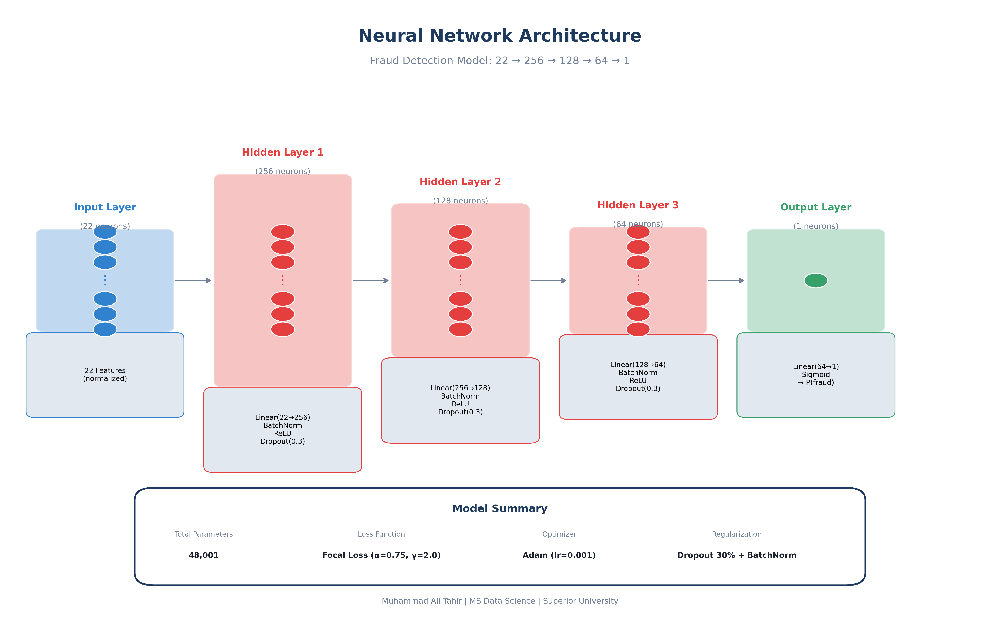 Neural Network Architecture
Fraud Detection Model: 22 → 256 → 128 → 64 → 1
Input Layer
(22 neurons)
22 Features
(normalized)
Hidden Layer 1
(256 neurons)
Linear(22→256)
BatchNorm
ReLU
Dropout(0.3)
Hidden Layer 2
(128 neurons)
Linear(256→128)
BatchNorm
ReLU
Dropout(0.3)
Hidden Layer 3
(64 neurons)
Linear(128→64)
BatchNorm
ReLU
Dropout(0.3)
Output Layer
(1 neurons)
Linear(64→1)
Sigmoid
→ P(fraud)
Model Summary
Total Parameters
48,001
Loss Function
Focal Loss (α=0.75, γ=2.0)
Optimizer
Adam (lr=0.001)
Regularization
Dropout 30% + BatchNorm
Muhammad Ali Tahir | MS Data Science | Superior University